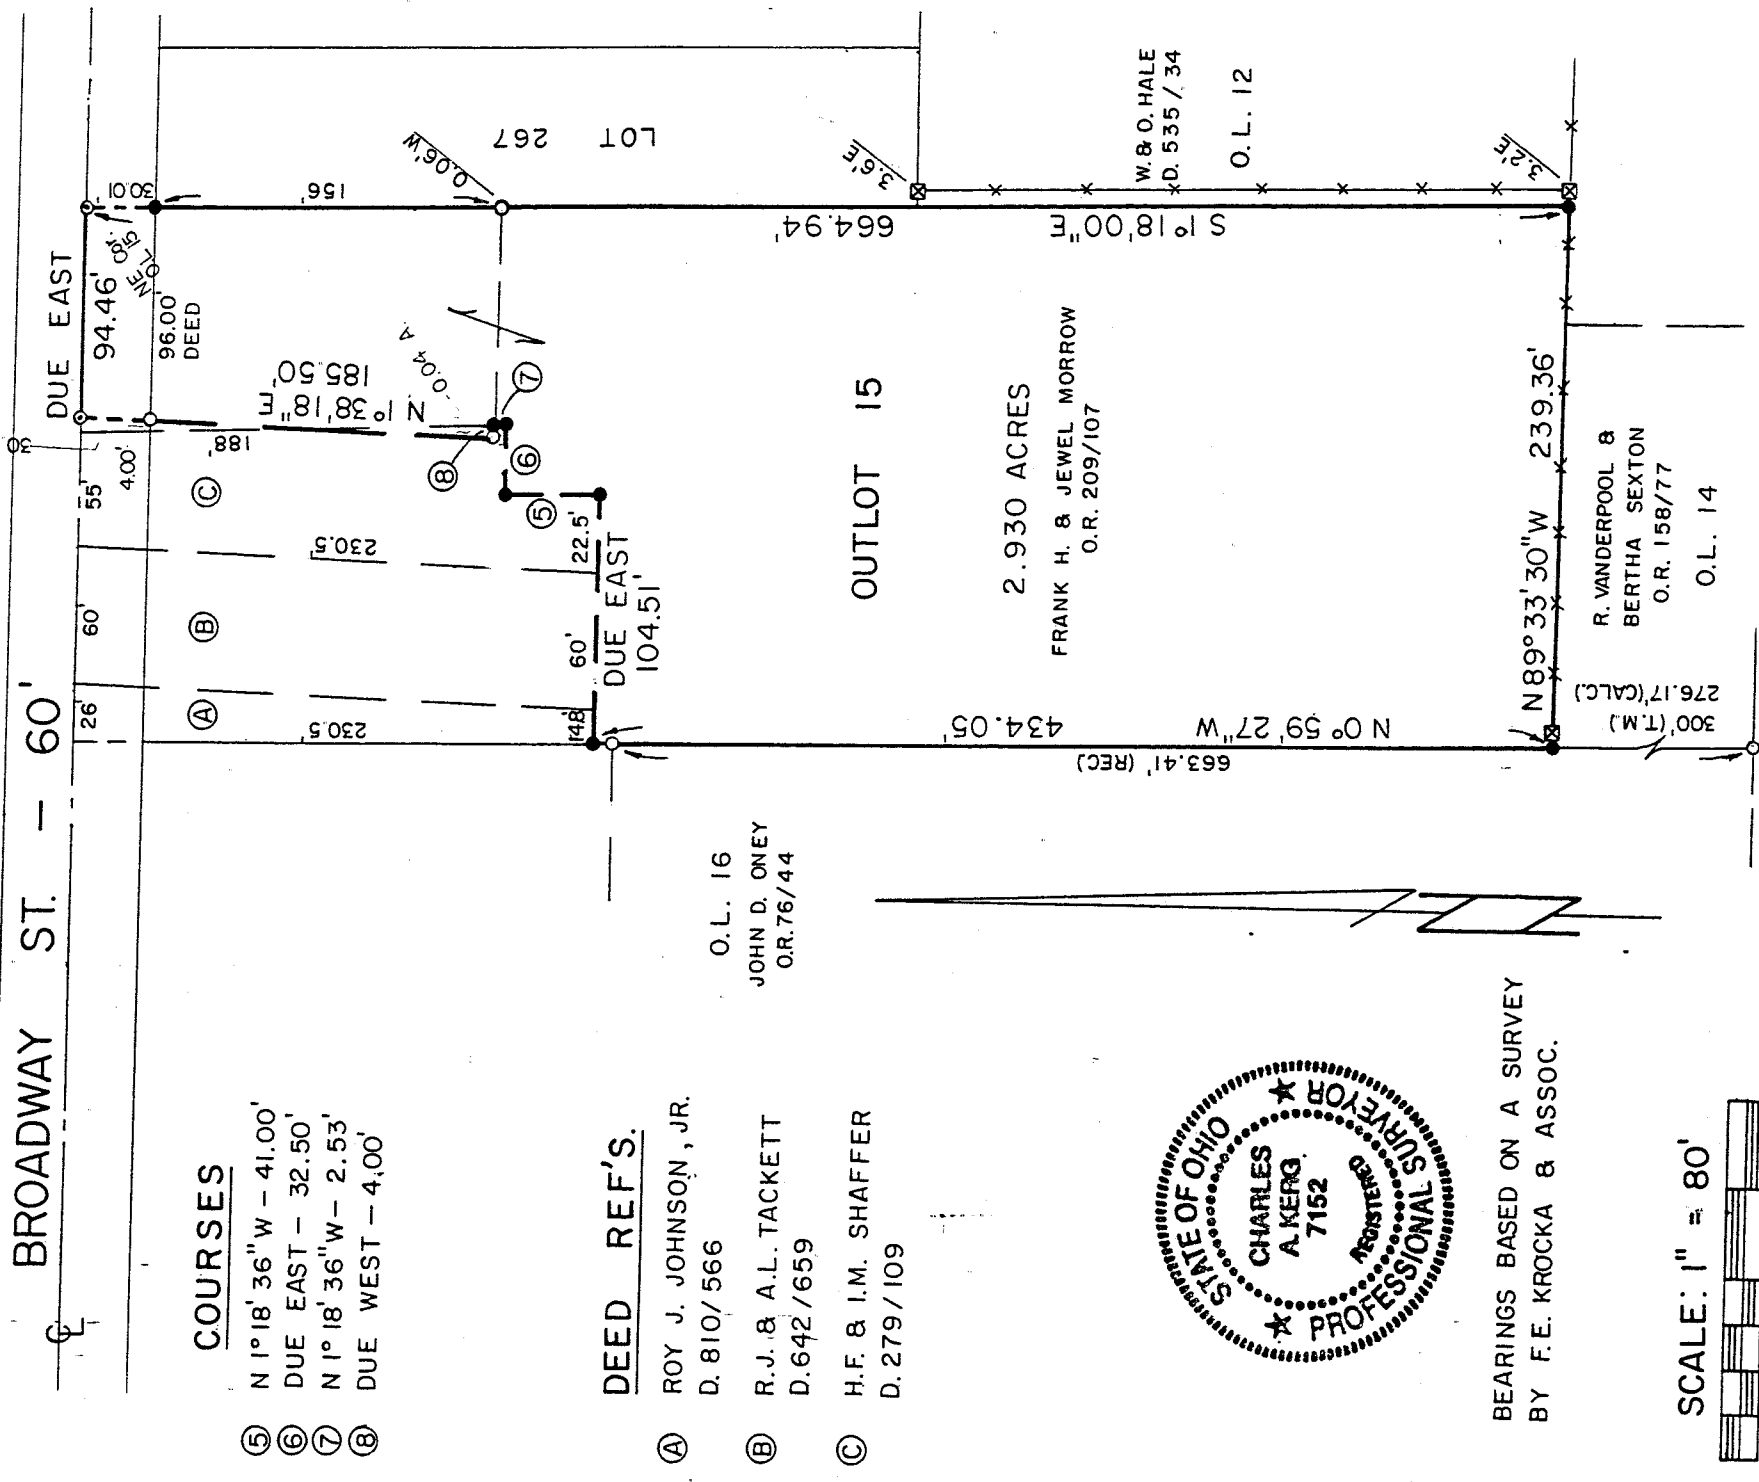 BROADWAY ST. - 60'
℄
30
DUE EAST
94.46'
30.01'
NE COR.
O.L. 15
96.00'
DEED
156'
0.06'W
LOT 267
185.50'
N 1°38'18"E
188'
0.04 A.
4.00'
55'
60'
26'
Ⓒ
Ⓑ
Ⓐ
230.5'
230.5'
⑧
⑦
⑥
⑤
22.5'
60'
14.8'
DUE EAST
104.51'
3.6'E
W. & O. HALE
D. 535/34
O.L. 12
3.2'E
664.94'
S 1°18'00"E
OUTLOT 15
2.930 ACRES
FRANK H. & JEWEL MORROW
O.R. 209/107
434.05'
N 0°59'27"W
663.41' (REC.)
N 89°33'30"W 239.36'
R. VANDERPOOL &
BERTHA SEXTON
O.R. 158/77
O.L. 14
276.17' (CALC.)
300' (T.M.)
O.L. 16
JOHN D. ONEY
O.R. 76/44
COURSES
⑤ N 1°18'36"W - 41.00'
⑥ DUE EAST - 32.50'
⑦ N 1°18'36"W - 2.53'
⑧ DUE WEST - 4.00'
DEED REF'S.
Ⓐ ROY J. JOHNSON, JR.
D. 810/566
Ⓑ R.J. & A.L. TACKETT
D. 642/659
Ⓒ H.F. & I.M. SHAFFER
D. 279/109
STATE OF OHIO
CHARLES
A. KERG
7152
REGISTERED
PROFESSIONAL SURVEYOR
BEARINGS BASED ON A SURVEY
BY F.E. KROCKA & ASSOC.
SCALE: 1" = 80'